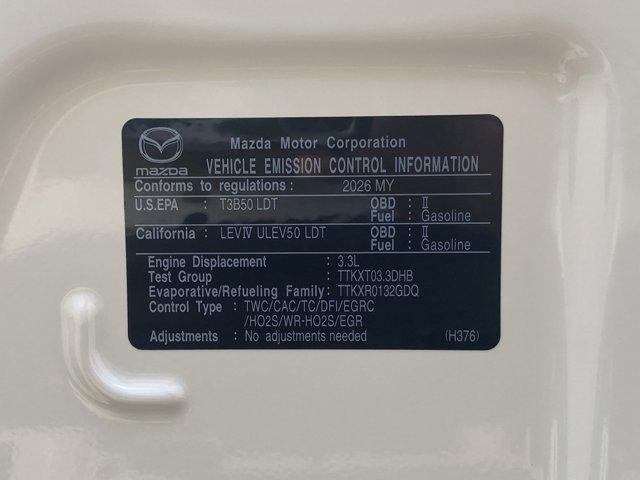 mazda
Mazda Motor Corporation
VEHICLE EMISSION CONTROL INFORMATION
Conforms to regulations : 2026 MY
U.S.EPA : T3B50 LDT OBD : II
Fuel : Gasoline
California : LEVIV ULEV50 LDT OBD : II
Fuel : Gasoline
Engine Displacement : 3.3L
Test Group : TTKXT03.3DHB
Evaporative/Refueling Family: TTKXR0132GDQ
Control Type : TWC/CAC/TC/DFI/EGRC
/HO2S/WR-HO2S/EGR
Adjustments : No adjustments needed (H376)